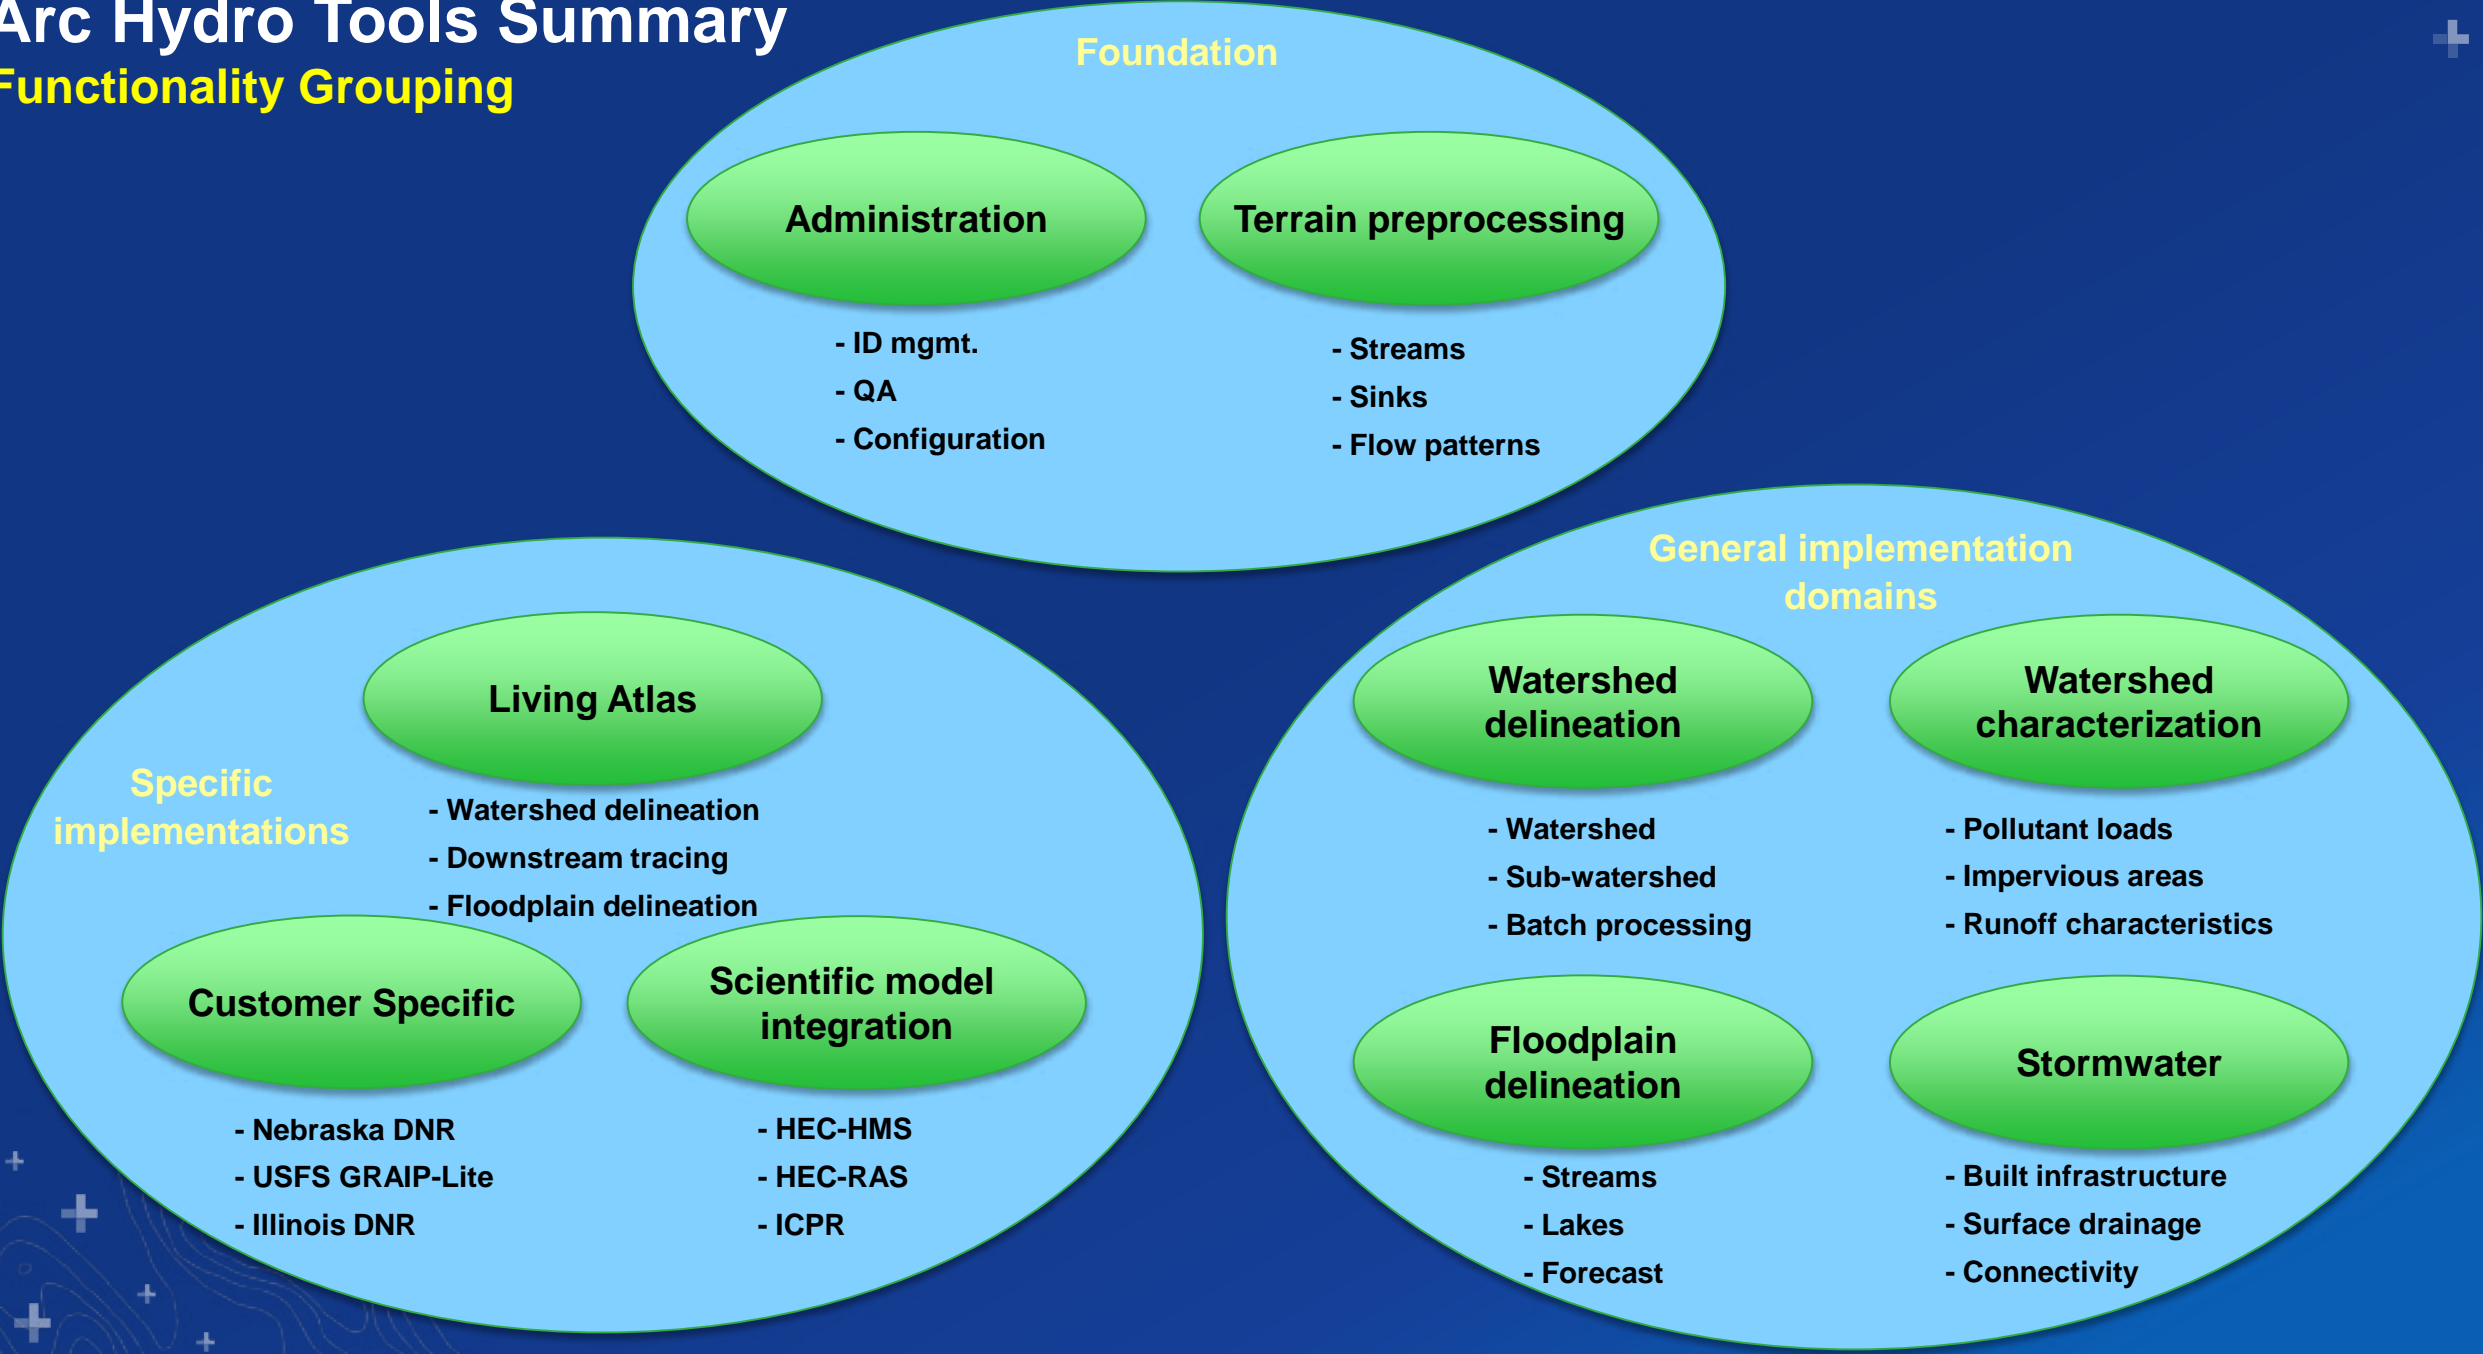 Arc Hydro Tools Summary
Functionality Grouping
Foundation
Administration
- ID mgmt.
- QA
- Configuration
Terrain preprocessing
- Streams
- Sinks
- Flow patterns
Specific
implementations
Living Atlas
- Watershed delineation
- Downstream tracing
- Floodplain delineation
Customer Specific
- Nebraska DNR
- USFS GRAIP-Lite
- Illinois DNR
Scientific model
integration
- HEC-HMS
- HEC-RAS
- ICPR
General implementation
domains
Watershed
delineation
- Watershed
- Sub-watershed
- Batch processing
Watershed
characterization
- Pollutant loads
- Impervious areas
- Runoff characteristics
Floodplain
delineation
- Streams
- Lakes
- Forecast
Stormwater
- Built infrastructure
- Surface drainage
- Connectivity